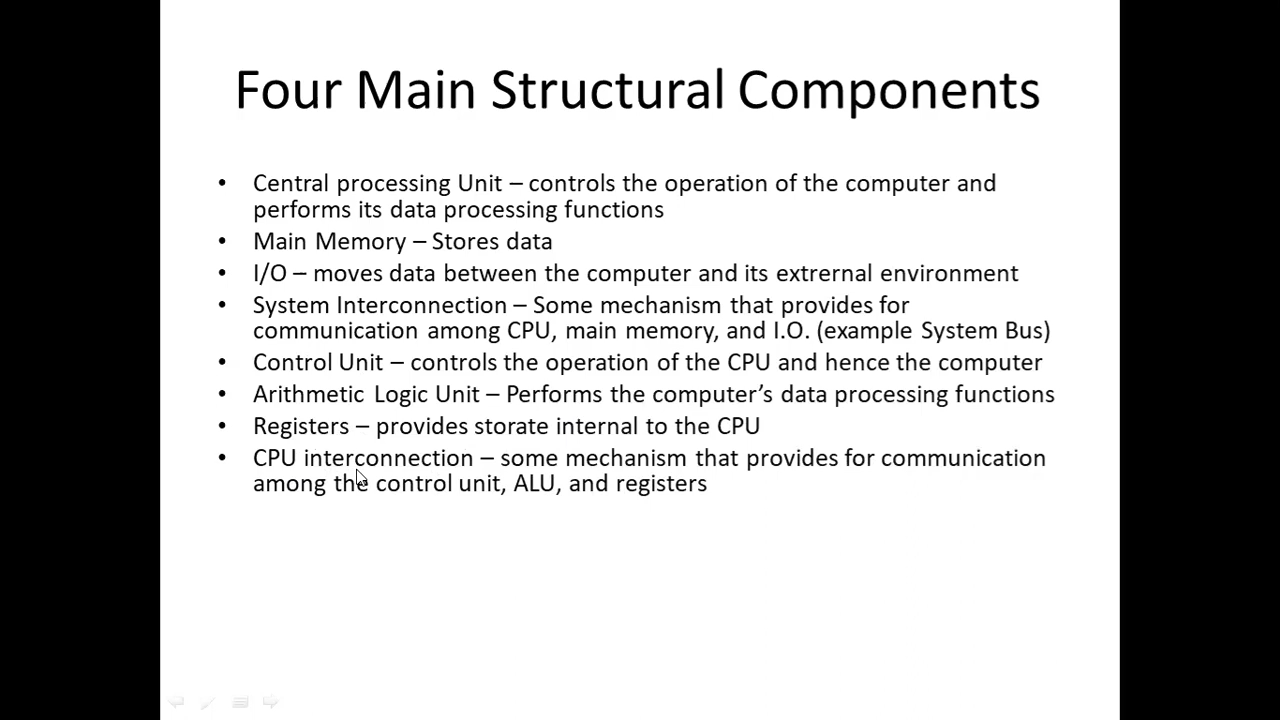 Four Main Structural Components
• Central processing Unit – controls the operation of the computer and
performs its data processing functions
• Main Memory – Stores data
• I/O – moves data between the computer and its extrernal environment
• System Interconnection – Some mechanism that provides for
communication among CPU, main memory, and I.O. (example System Bus)
• Control Unit – controls the operation of the CPU and hence the computer
• Arithmetic Logic Unit – Performs the computer’s data processing functions
• Registers – provides storate internal to the CPU
• CPU interconnection – some mechanism that provides for communication
among the control unit, ALU, and registers